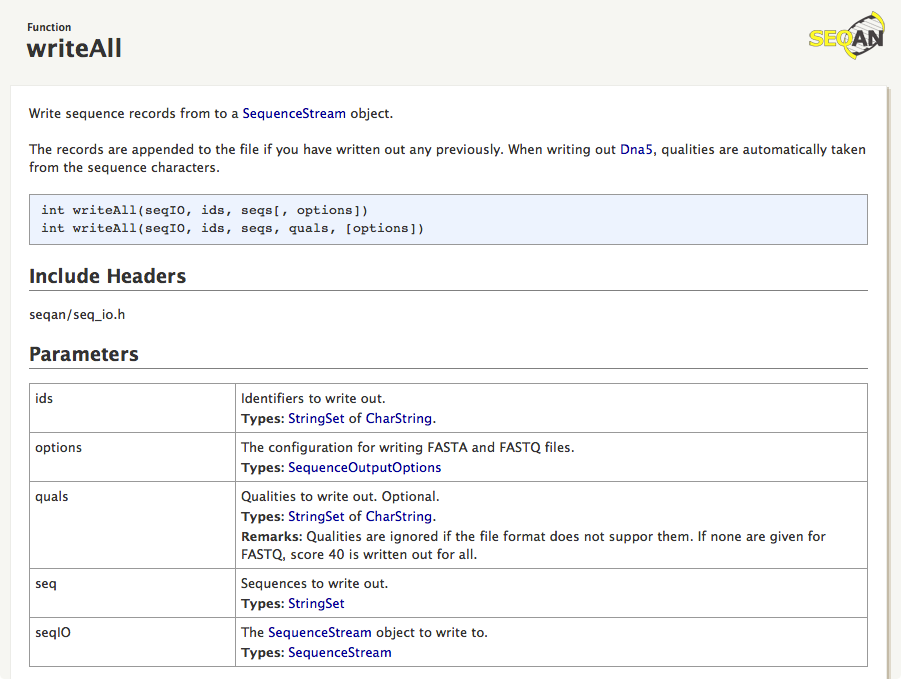 Function
writeAll
SEQAN
Write sequence records from to a SequenceStream object.
The records are appended to the file if you have written out any previously. When writing out Dna5, qualities are automatically taken
from the sequence characters.
int writeAll(seqIO, ids, seqs[, options])
int writeAll(seqIO, ids, seqs, quals, [options])
Include Headers
seqan/seq_io.h
Parameters
ids
Identifiers to write out.
Types: StringSet of CharString.
options
The configuration for writing FASTA and FASTQ files.
Types: SequenceOutputOptions
quals
Qualities to write out. Optional.
Types: StringSet of CharString.
Remarks: Qualities are ignored if the file format does not suppor them. If none are given for
FASTQ, score 40 is written out for all.
seq
Sequences to write out.
Types: StringSet
seqIO
The SequenceStream object to write to.
Types: SequenceStream